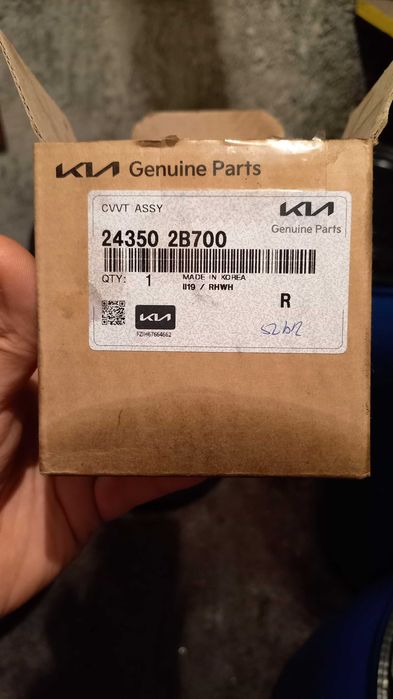 KIA Genuine Parts
CVVT ASSY
KIA
Genuine Parts
24350 2B700
QTY: 1
MADE IN KOREA
II19 / RHWH
R
KIA